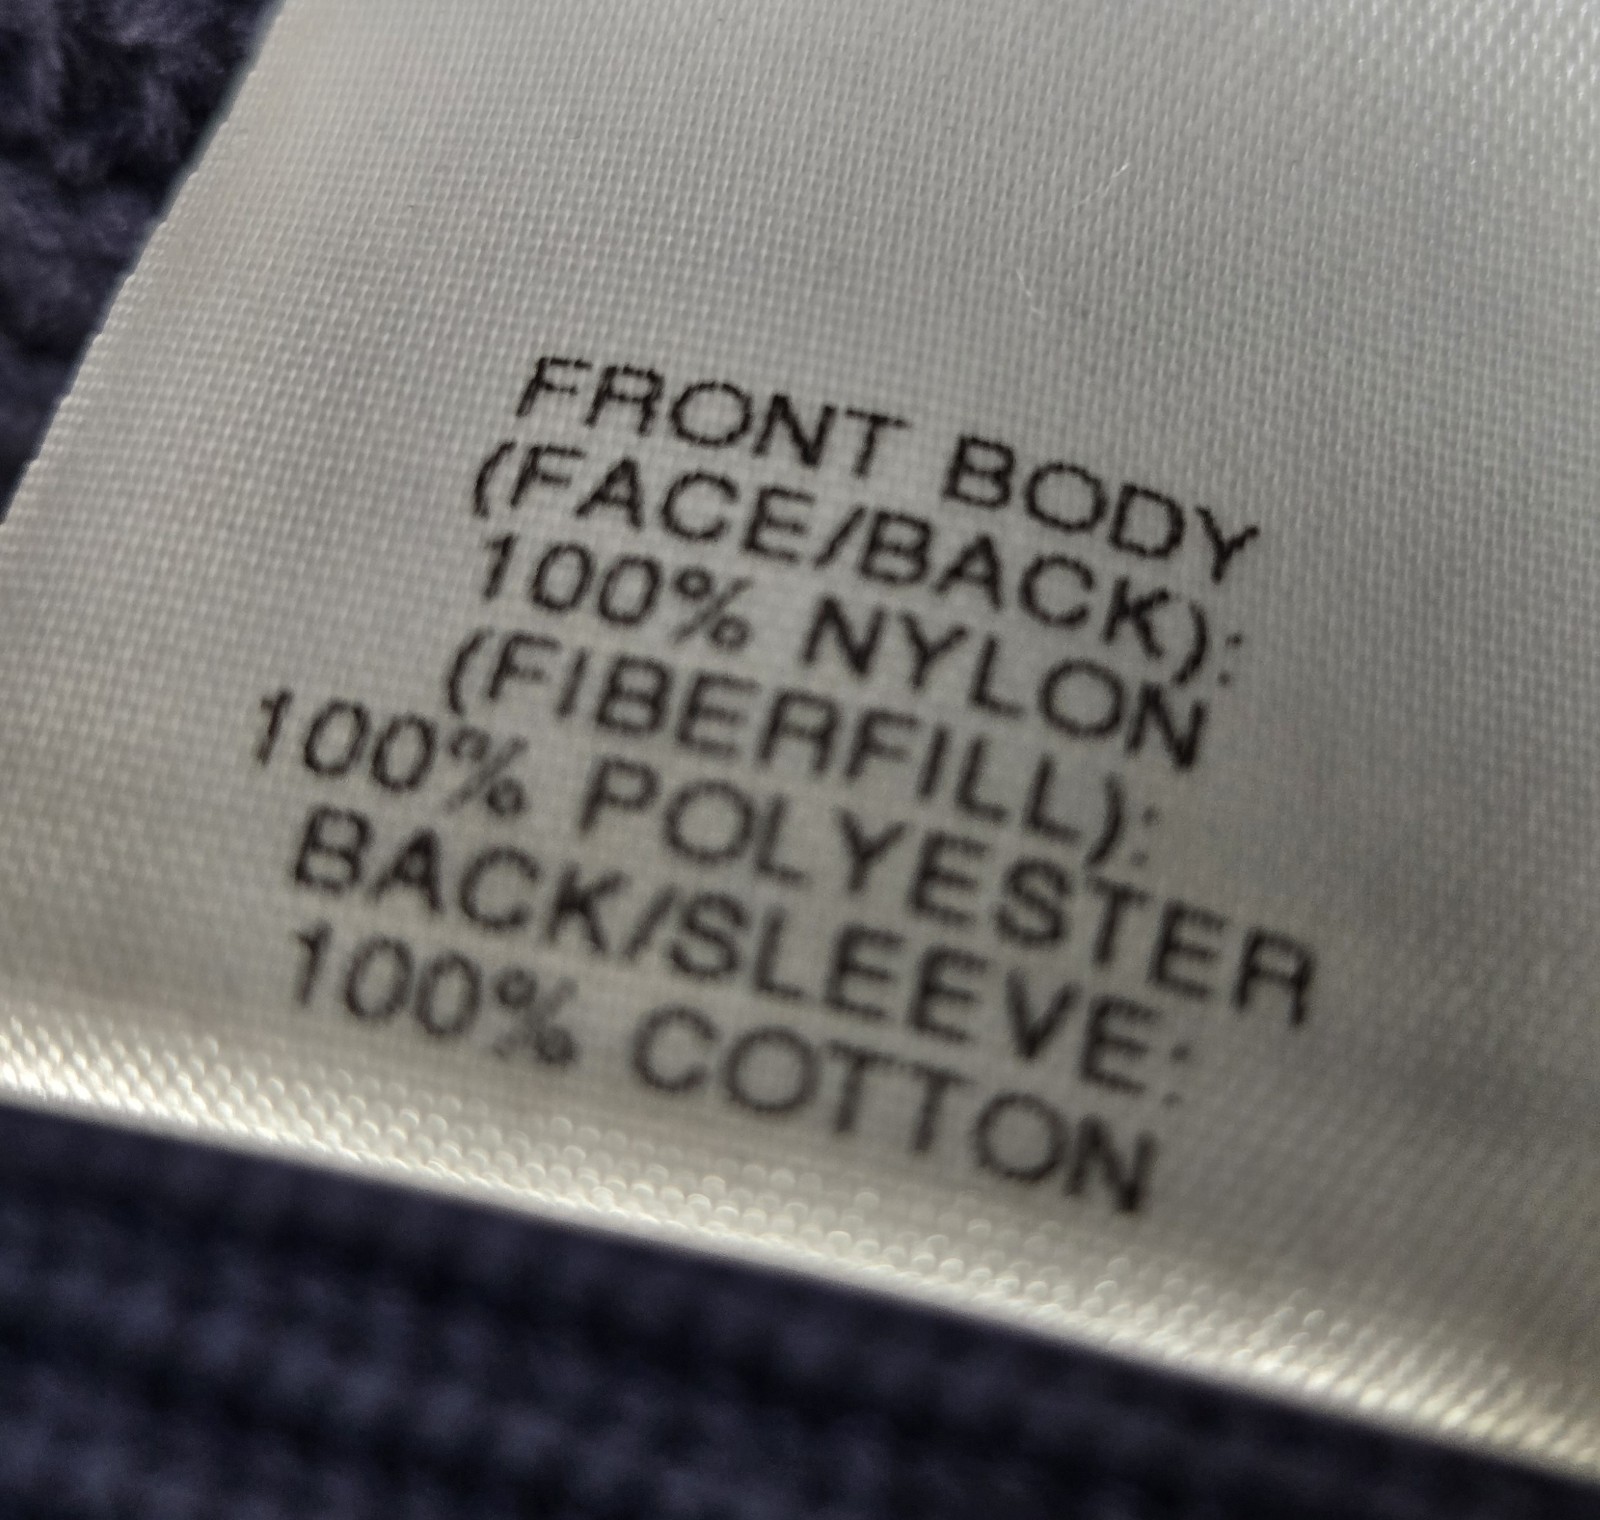 FRONT BODY
(FACE/BACK):
100% NYLON
(FIBERFILL):
100% POLYESTER
BACK/SLEEVE:
100% COTTON